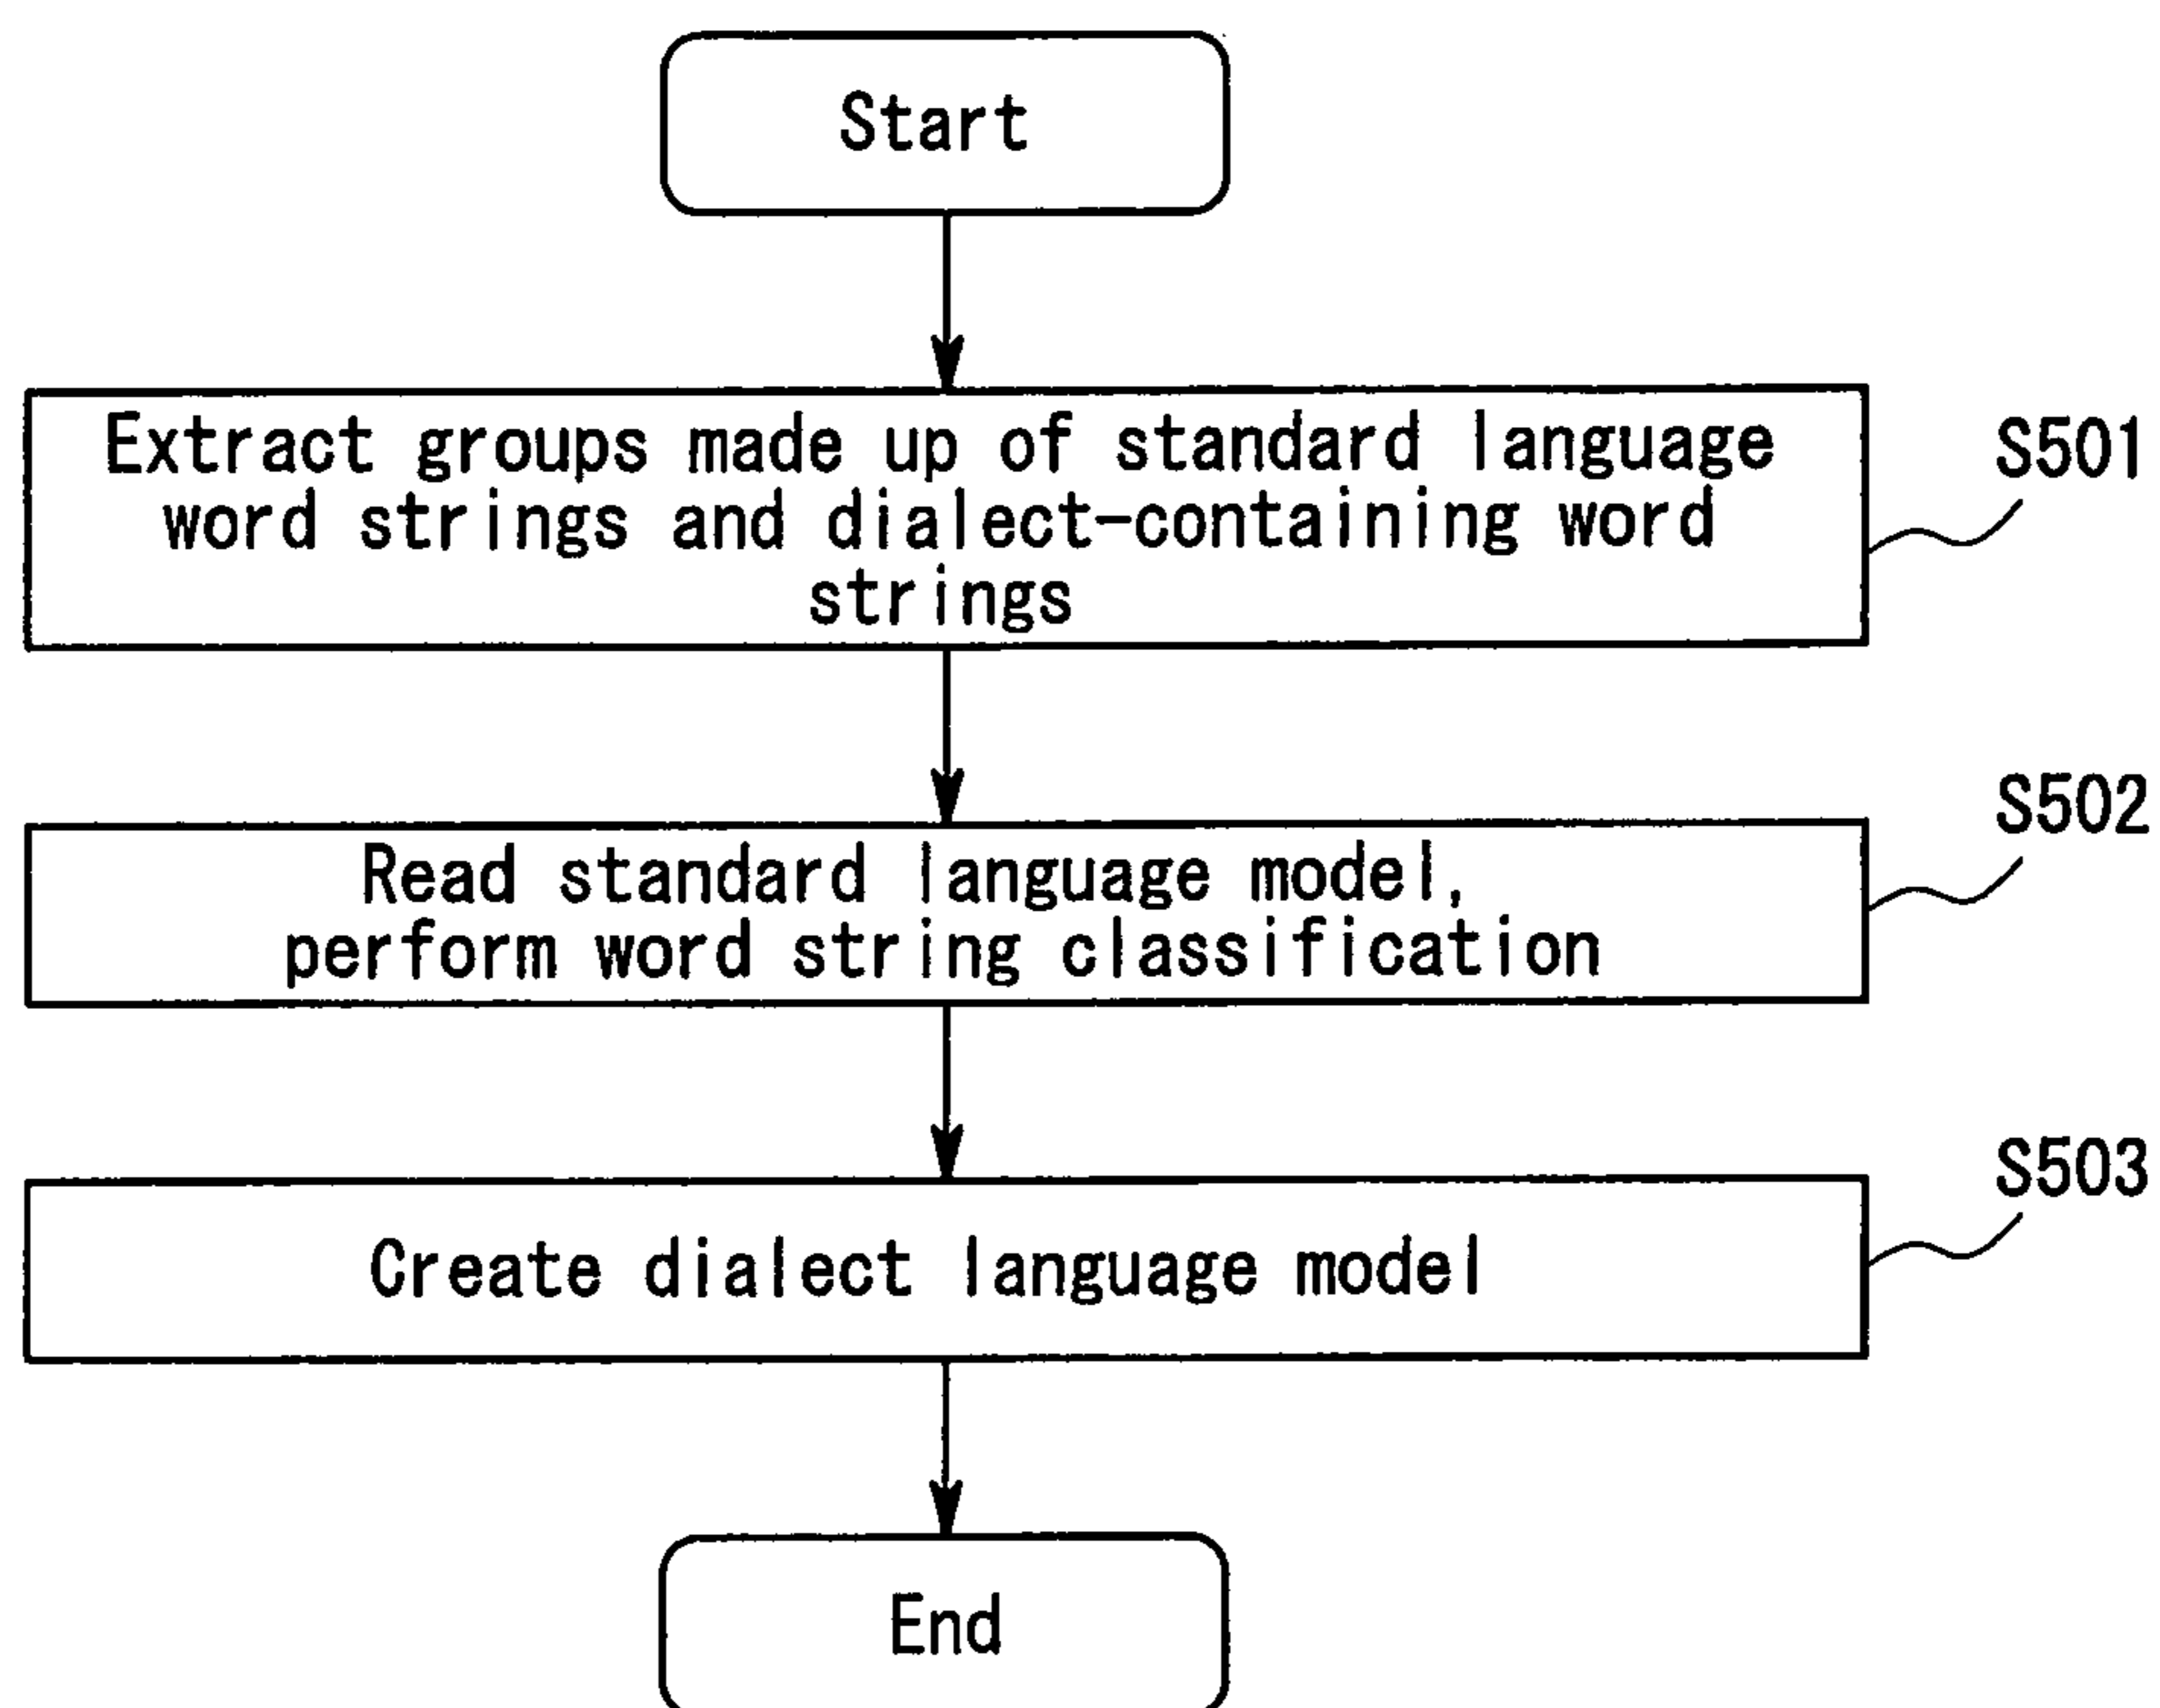 Start
Extract groups made up of standard language
word strings and dialect-containing word
strings
S501
Read standard language model,
perform word string classification
S502
Create dialect language model
S503
End